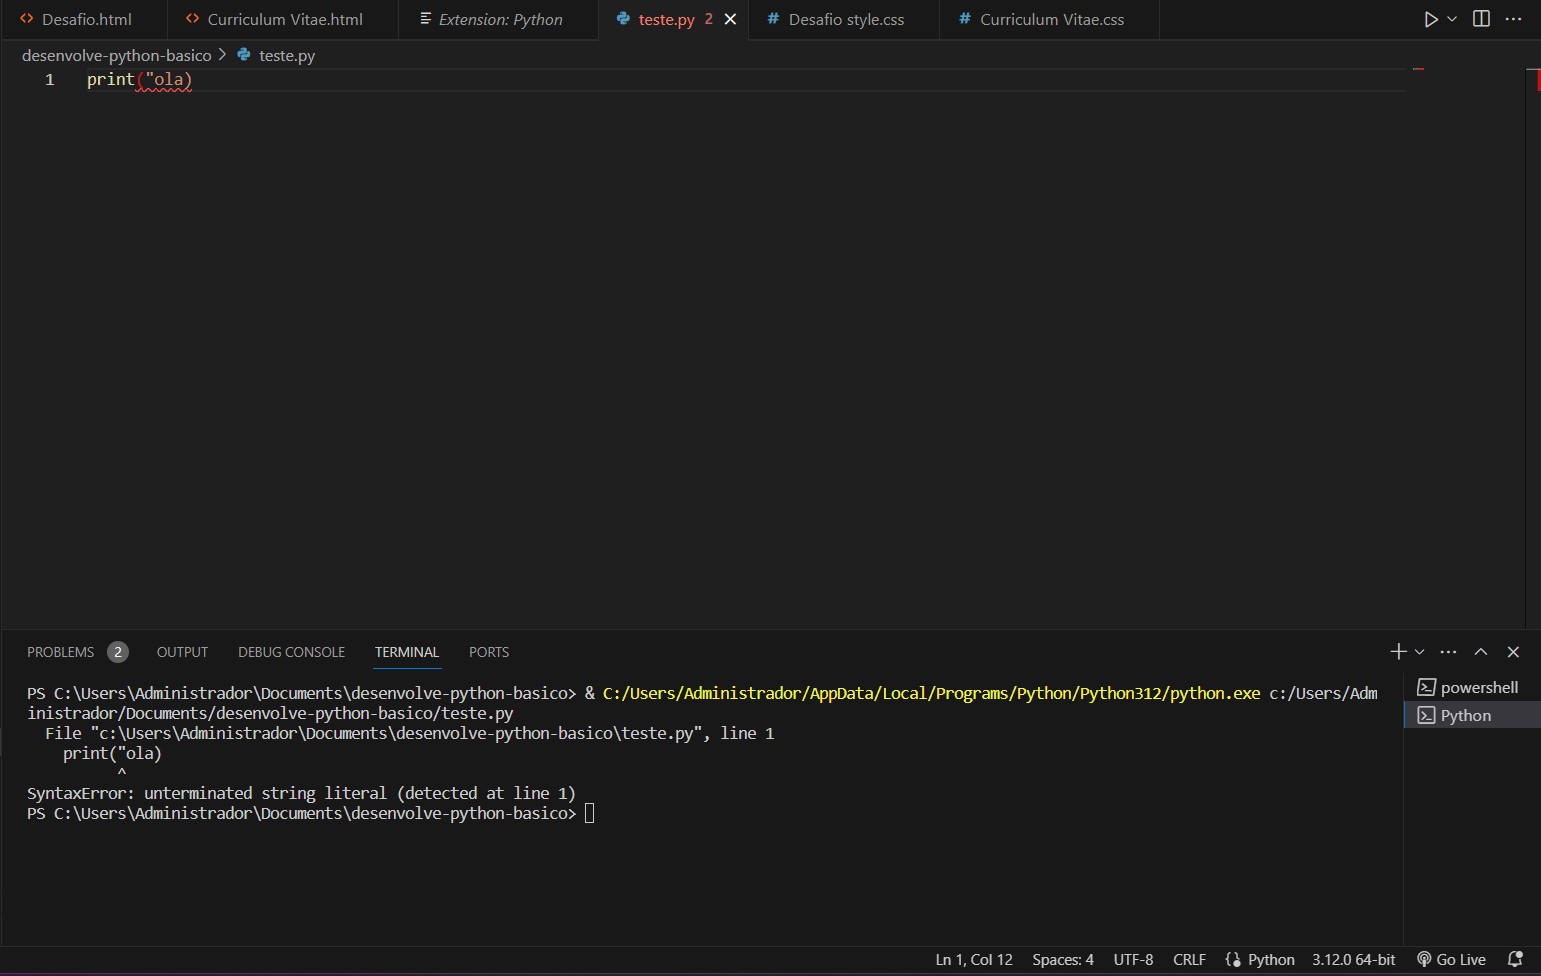 Desafio.html Curriculum Vitae.html Extension: Python teste.py 2 Desafio style.css Curriculum Vitae.css
desenvolve-python-basico > teste.py
1 print("ola)
PROBLEMS 2 OUTPUT DEBUG CONSOLE TERMINAL PORTS
PS C:\Users\Administrador\Documents\desenvolve-python-basico> & C:/Users/Administrador/AppData/Local/Programs/Python/Python312/python.exe c:/Users/Adm
inistrador/Documents/desenvolve-python-basico/teste.py
File "c:\Users\Administrador\Documents\desenvolve-python-basico\teste.py", line 1
print("ola)
^
SyntaxError: unterminated string literal (detected at line 1)
PS C:\Users\Administrador\Documents\desenvolve-python-basico>
powershell
Python
Ln 1, Col 12 Spaces: 4 UTF-8 CRLF Python 3.12.0 64-bit Go Live